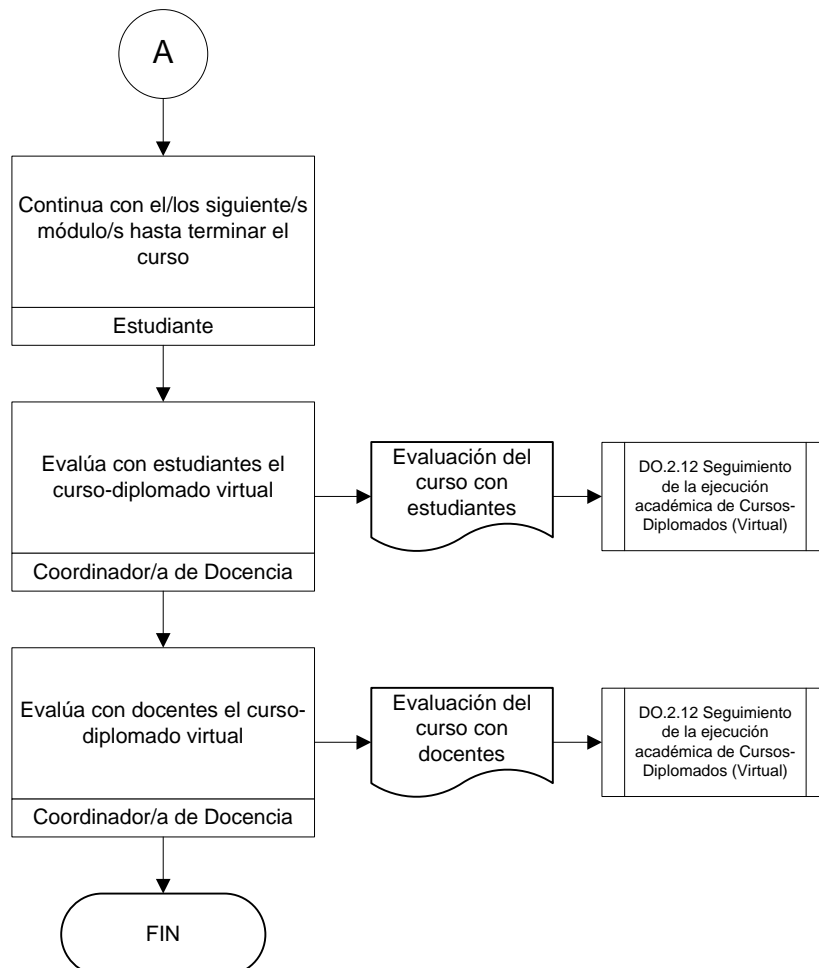 A
Continua con el/los siguiente/s
módulo/s hasta terminar el
curso
Estudiante
Evalúa con estudiantes el
curso-diplomado virtual
Coordinador/a de Docencia
Evaluación del
curso con
estudiantes
DO.2.12 Seguimiento
de la ejecución
académica de Cursos-
Diplomados (Virtual)
Evalúa con docentes el curso-
diplomado virtual
Coordinador/a de Docencia
Evaluación del
curso con
docentes
DO.2.12 Seguimiento
de la ejecución
académica de Cursos-
Diplomados (Virtual)
FIN